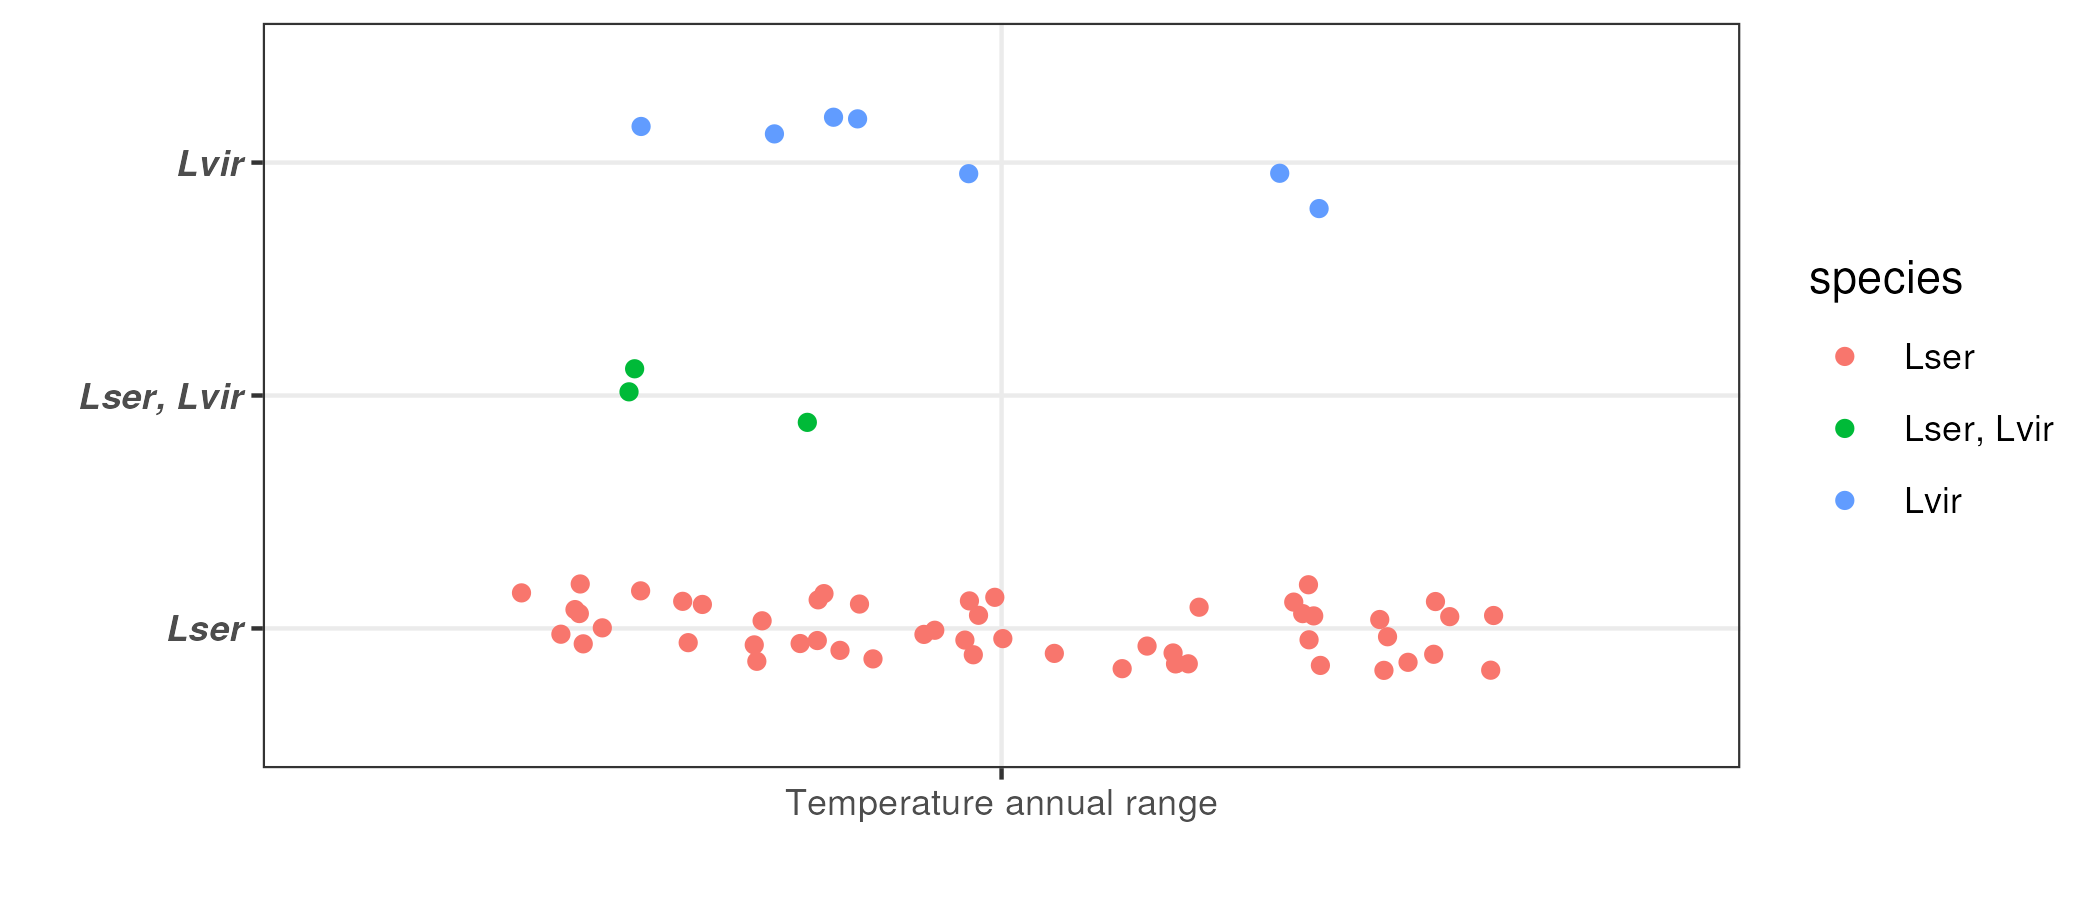 Lvir
Lser, Lvir
Lser
Temperature annual range
species
Lser
Lser, Lvir
Lvir